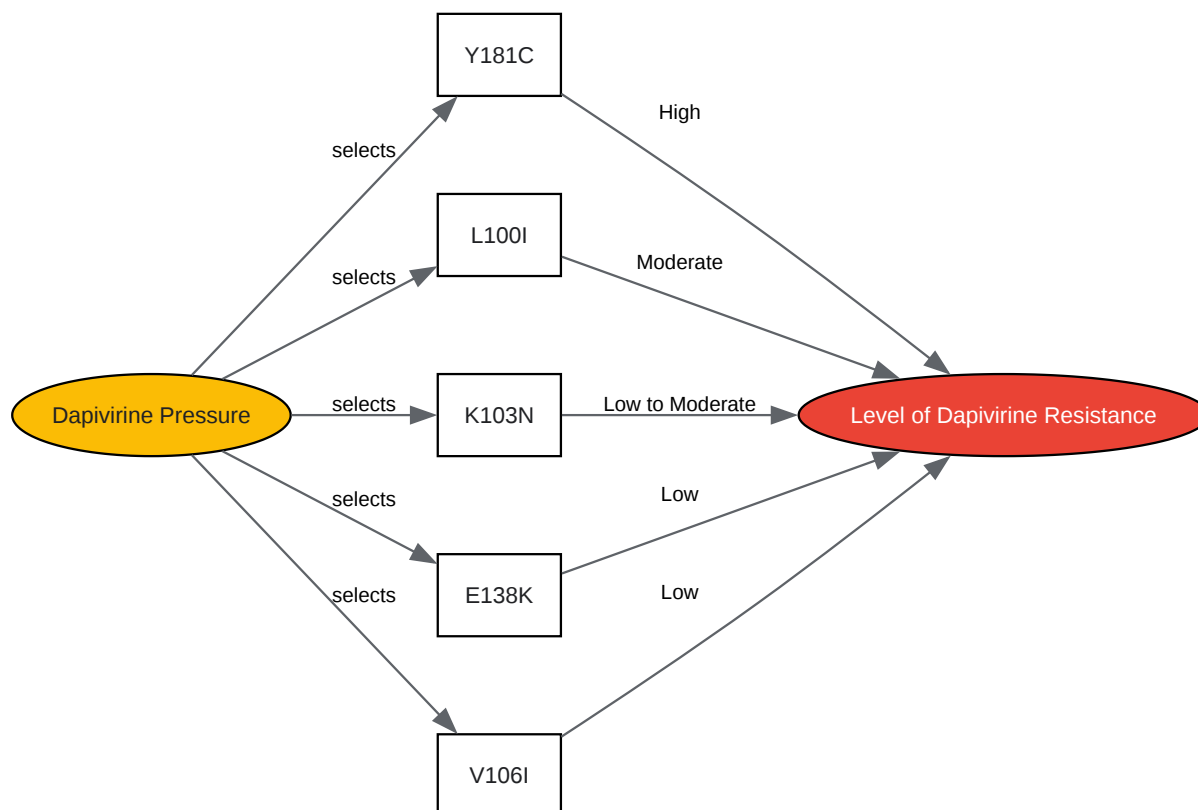 Y181C
High
selects
L100I
Moderate
selects
Dapivirine Pressure
selects
K103N
Low to Moderate
Level of Dapivirine Resistance
selects
E138K
Low
selects
Low
V106I